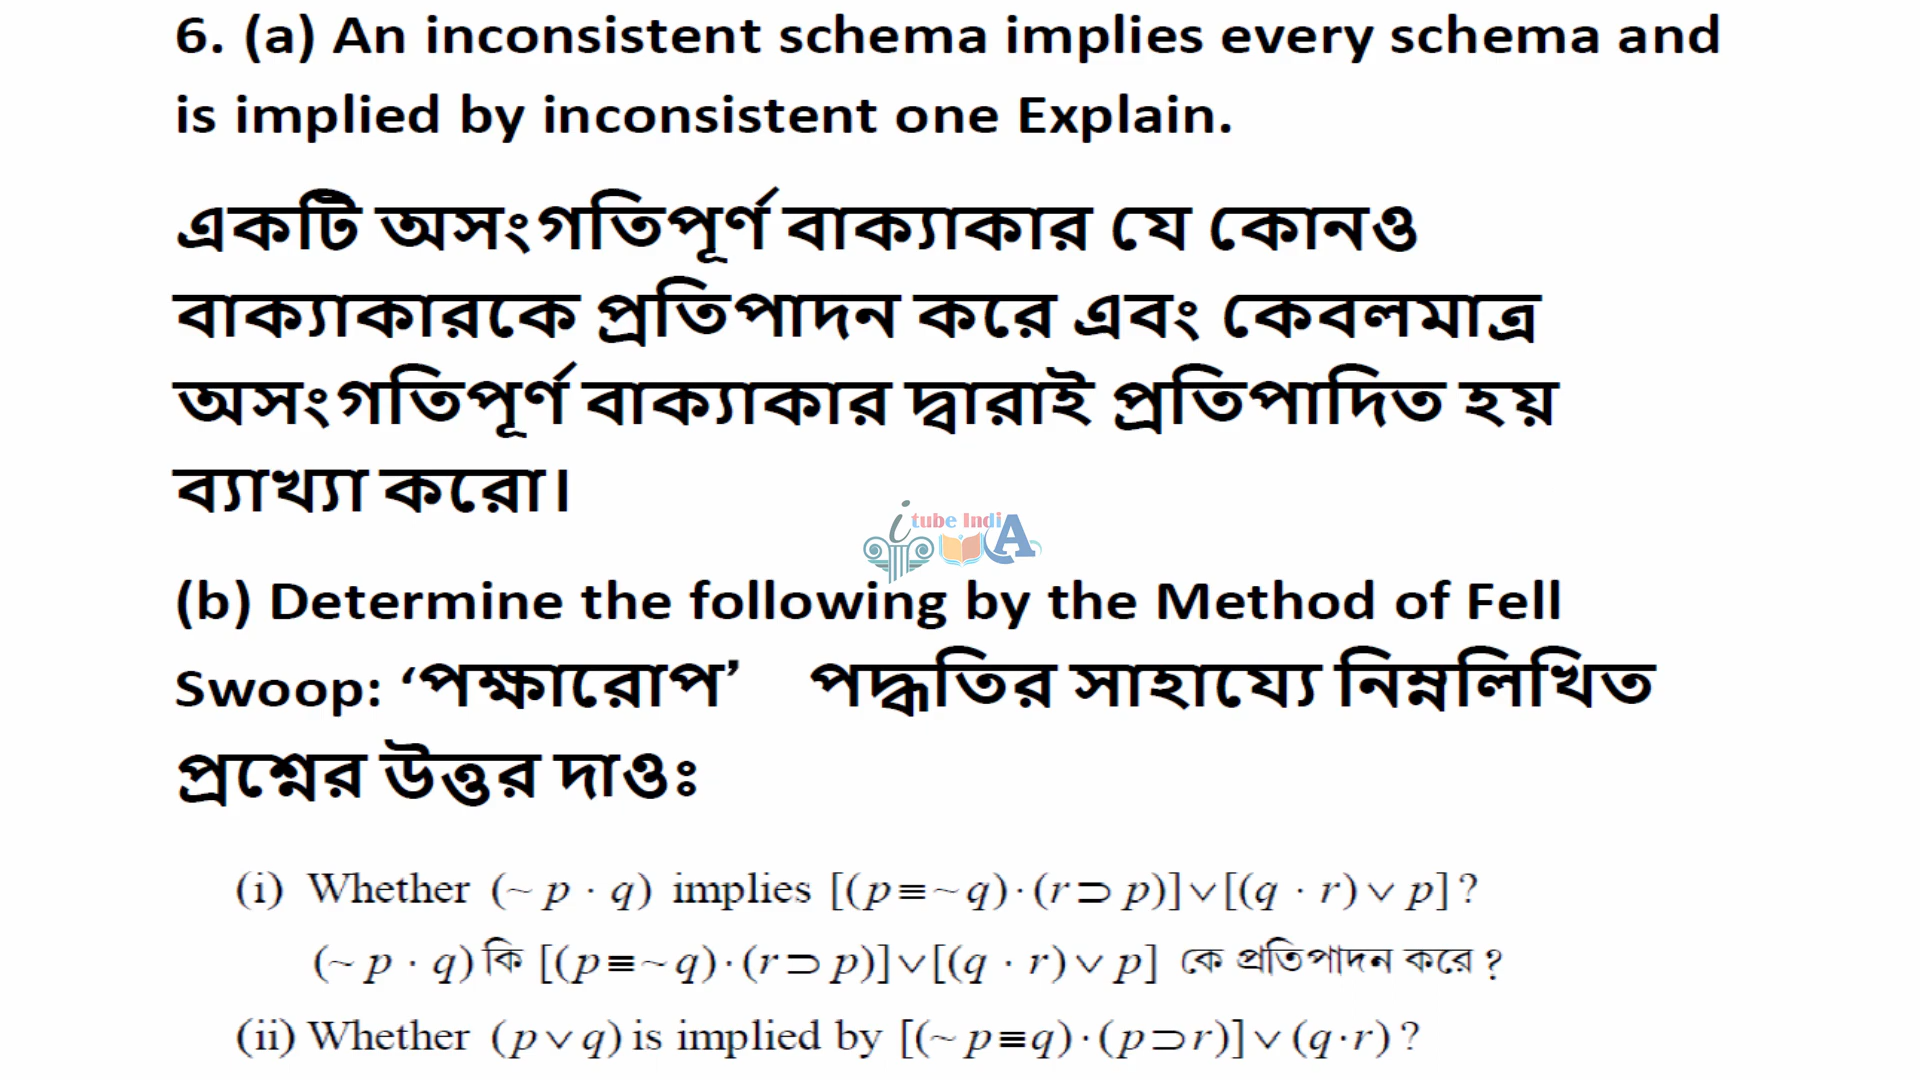 6. (a) An inconsistent schema implies every schema and
is implied by inconsistent one Explain.
একটি অসংগতিপূর্ণ বাক্যাকার যে কোনও
বাক্যাকারকে প্রতিপাদন করে এবং কেবলমাত্র
অসংগতিপূর্ণ বাক্যাকার দ্বারাই প্রতিপাদিত হয়
ব্যাখ্যা করো।
i tube IndiA
(b) Determine the following by the Method of Fell
Swoop: ‘পক্ষারোপ’ পদ্ধতির সাহায্যে নিম্নলিখিত
প্রশ্নের উত্তর দাওঃ
(i) Whether (~ p · q) implies [(p ≡ ~ q) · (r ⊃ p)] ∨ [(q · r) ∨ p] ?
(~ p · q) কি [(p ≡ ~ q) · (r ⊃ p)] ∨ [(q · r) ∨ p] কে প্রতিপাদন করে ?
(ii) Whether (p ∨ q) is implied by [(~ p ≡ q) · (p ⊃ r)] ∨ (q · r) ?